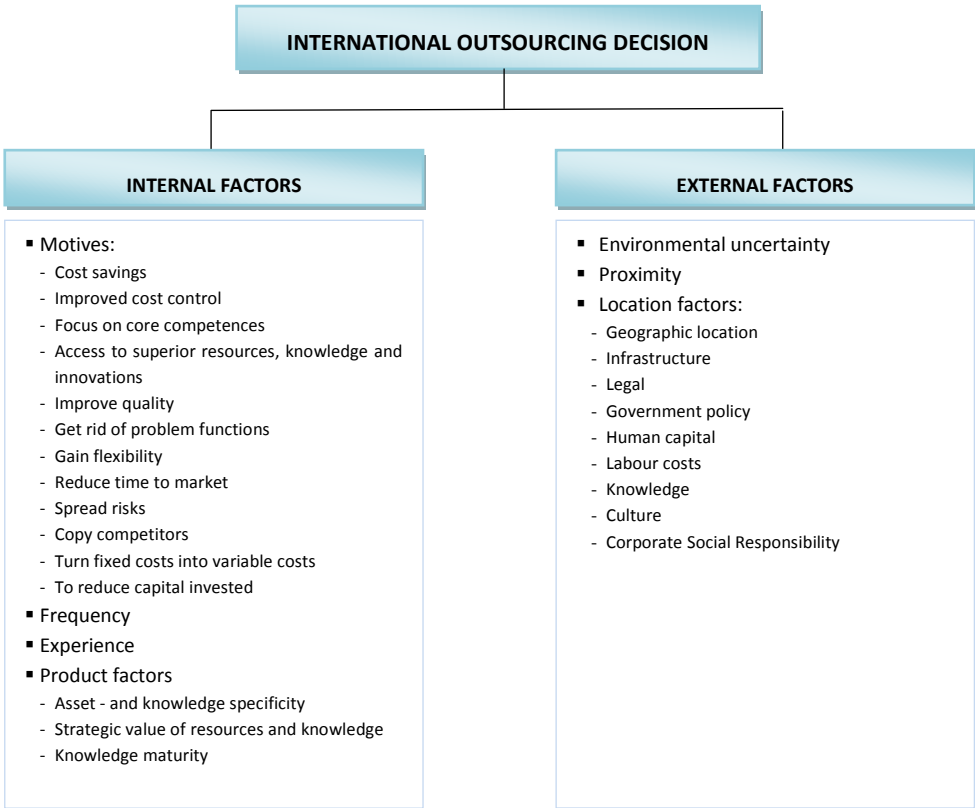 INTERNATIONAL OUTSOURCING DECISION
INTERNAL FACTORS
▪ Motives:
- Cost savings
- Improved cost control
- Focus on core competences
- Access to superior resources, knowledge and
innovations
- Improve quality
- Get rid of problem functions
- Gain flexibility
- Reduce time to market
- Spread risks
- Copy competitors
- Turn fixed costs into variable costs
- To reduce capital invested
▪ Frequency
▪ Experience
▪ Product factors
- Asset - and knowledge specificity
- Strategic value of resources and knowledge
- Knowledge maturity
EXTERNAL FACTORS
▪ Environmental uncertainty
▪ Proximity
▪ Location factors:
- Geographic location
- Infrastructure
- Legal
- Government policy
- Human capital
- Labour costs
- Knowledge
- Culture
- Corporate Social Responsibility